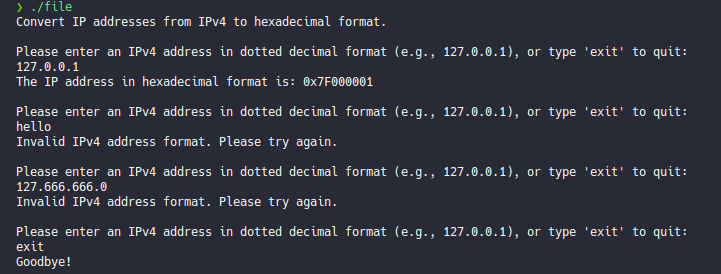 ❯ ./file
Convert IP addresses from IPv4 to hexadecimal format.
Please enter an IPv4 address in dotted decimal format (e.g., 127.0.0.1), or type 'exit' to quit:
127.0.0.1
The IP address in hexadecimal format is: 0x7F000001
Please enter an IPv4 address in dotted decimal format (e.g., 127.0.0.1), or type 'exit' to quit:
hello
Invalid IPv4 address format. Please try again.
Please enter an IPv4 address in dotted decimal format (e.g., 127.0.0.1), or type 'exit' to quit:
127.666.666.0
Invalid IPv4 address format. Please try again.
Please enter an IPv4 address in dotted decimal format (e.g., 127.0.0.1), or type 'exit' to quit:
exit
Goodbye!